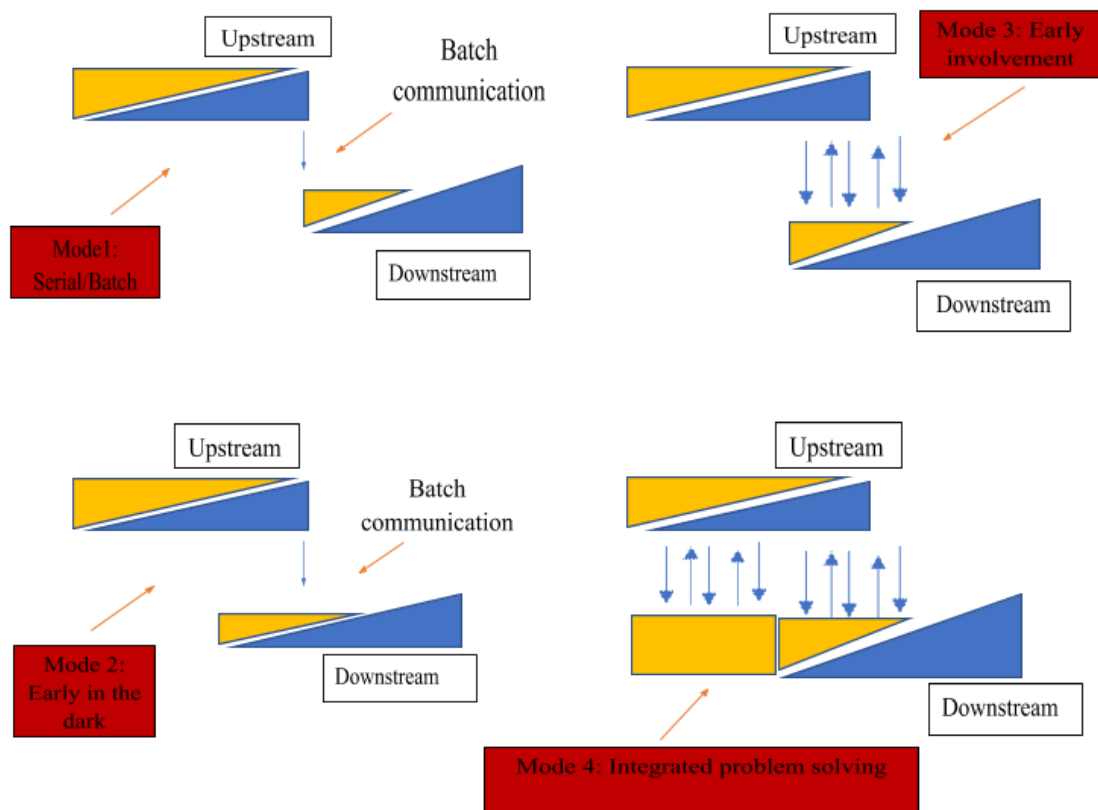 Upstream
Batch
communication
Mode1:
Serial/Batch
Downstream
Upstream
Mode 3: Early
involvement
Downstream
Upstream
Batch
communication
Mode 2:
Early in the
dark
Downstream
Upstream
Downstream
Mode 4: Integrated problem solving